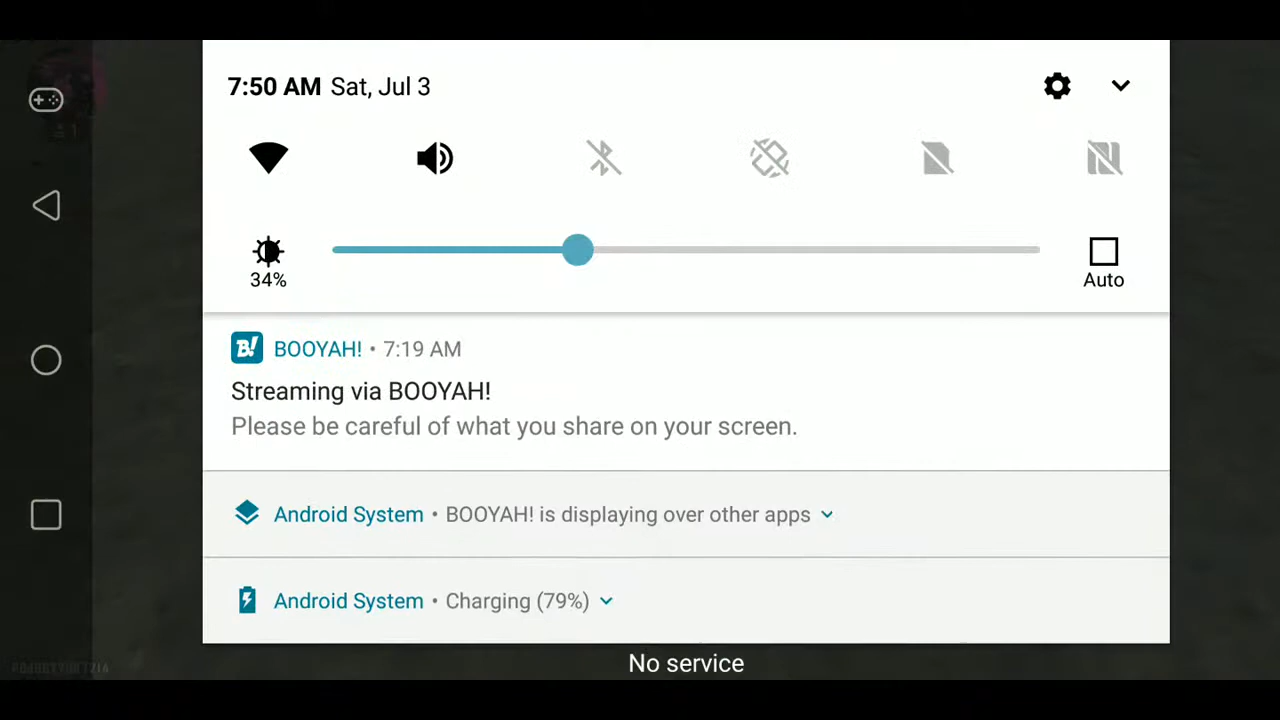 7:50 AM Sat, Jul 3
34%
Auto
B! BOOYAH! • 7:19 AM
Streaming via BOOYAH!
Please be careful of what you share on your screen.
Android System • BOOYAH! is displaying over other apps
Android System • Charging (79%)
No service